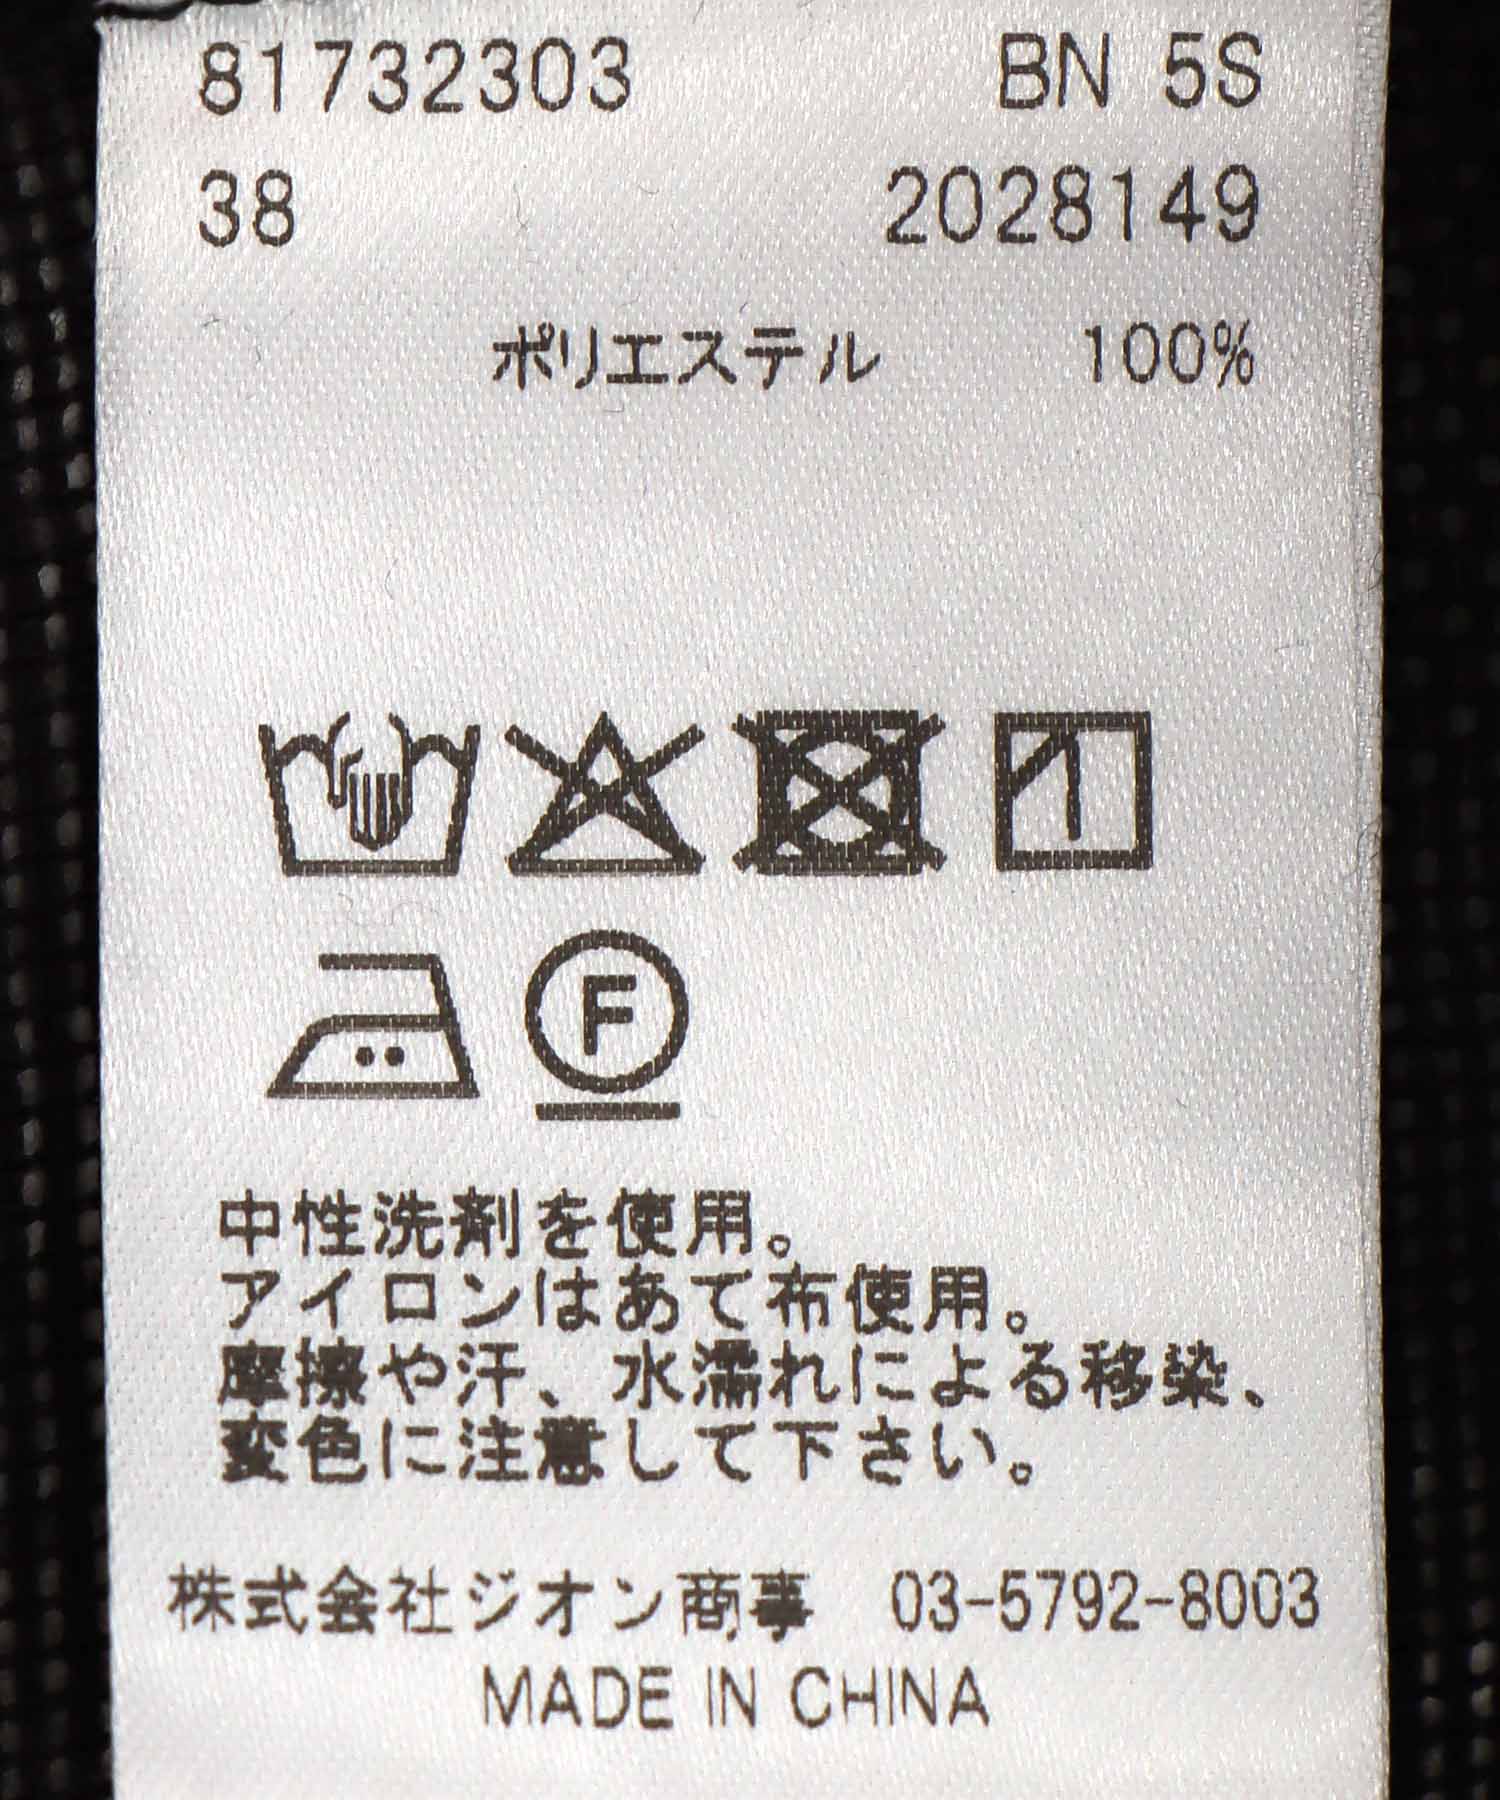 81732303 BN 5S
38 2028149
ポリエステル 100%
F
中性洗剤を使用。
アイロンはあて布使用。
摩擦や汗、水濡れによる移染、
変色に注意して下さい。
株式会社ジオン商事 03-5792-8003
MADE IN CHINA